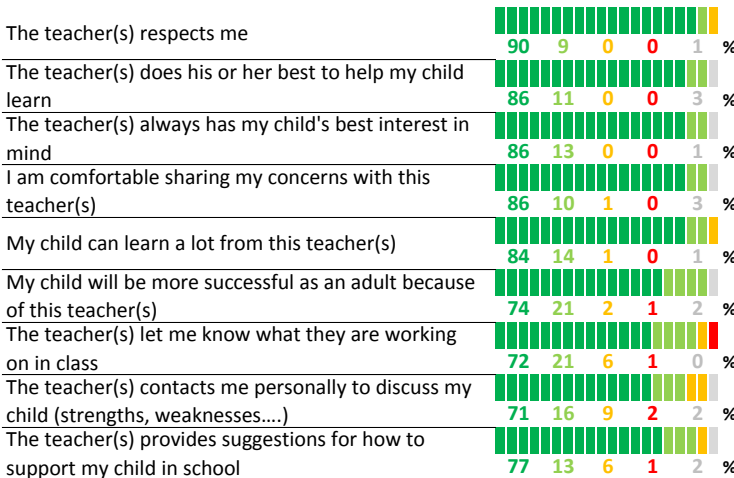 The teacher(s) respects me
90 9 0 0 1 %
The teacher(s) does his or her best to help my child
learn
86 11 0 0 3 %
The teacher(s) always has my child's best interest in
mind
86 13 0 0 1 %
I am comfortable sharing my concerns with this
teacher(s)
86 10 1 0 3 %
My child can learn a lot from this teacher(s)
84 14 1 0 1 %
My child will be more successful as an adult because
of this teacher(s)
74 21 2 1 2 %
The teacher(s) let me know what they are working
on in class
72 21 6 1 0 %
The teacher(s) contacts me personally to discuss my
child (strengths, weaknesses....)
71 16 9 2 2 %
The teacher(s) provides suggestions for how to
support my child in school
77 13 6 1 2 %